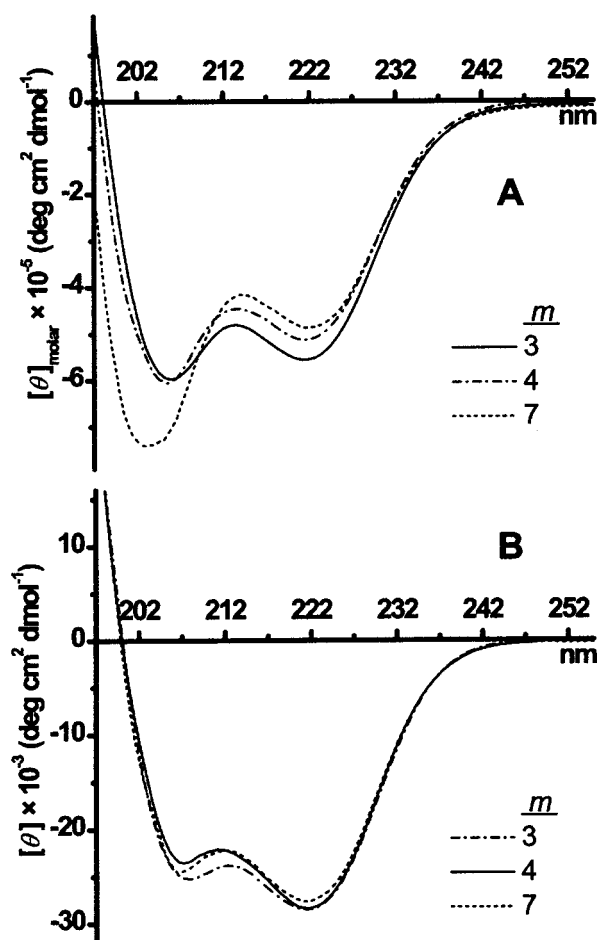 202 212 222 232 242 252
nm
0
-2
-4
-6
[θ]molar × 10-5 (deg cm2 dmol-1)
A
m
3
4
7
10
0
-10
-20
-30
[θ] × 10-3 (deg cm2 dmol-1)
202 212 222 232 242 252
nm
B
m
3
4
7